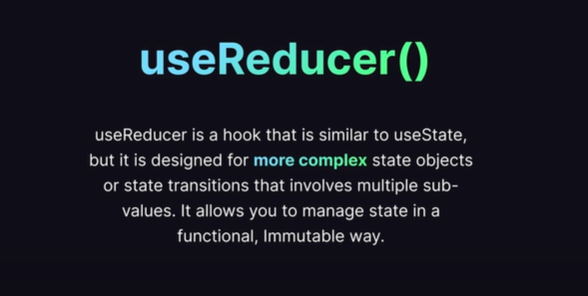 useReducer()
useReducer is a hook that is similar to useState,
but it is designed for more complex state objects
or state transitions that involves multiple sub-
values. It allows you to manage state in a
functional, Immutable way.